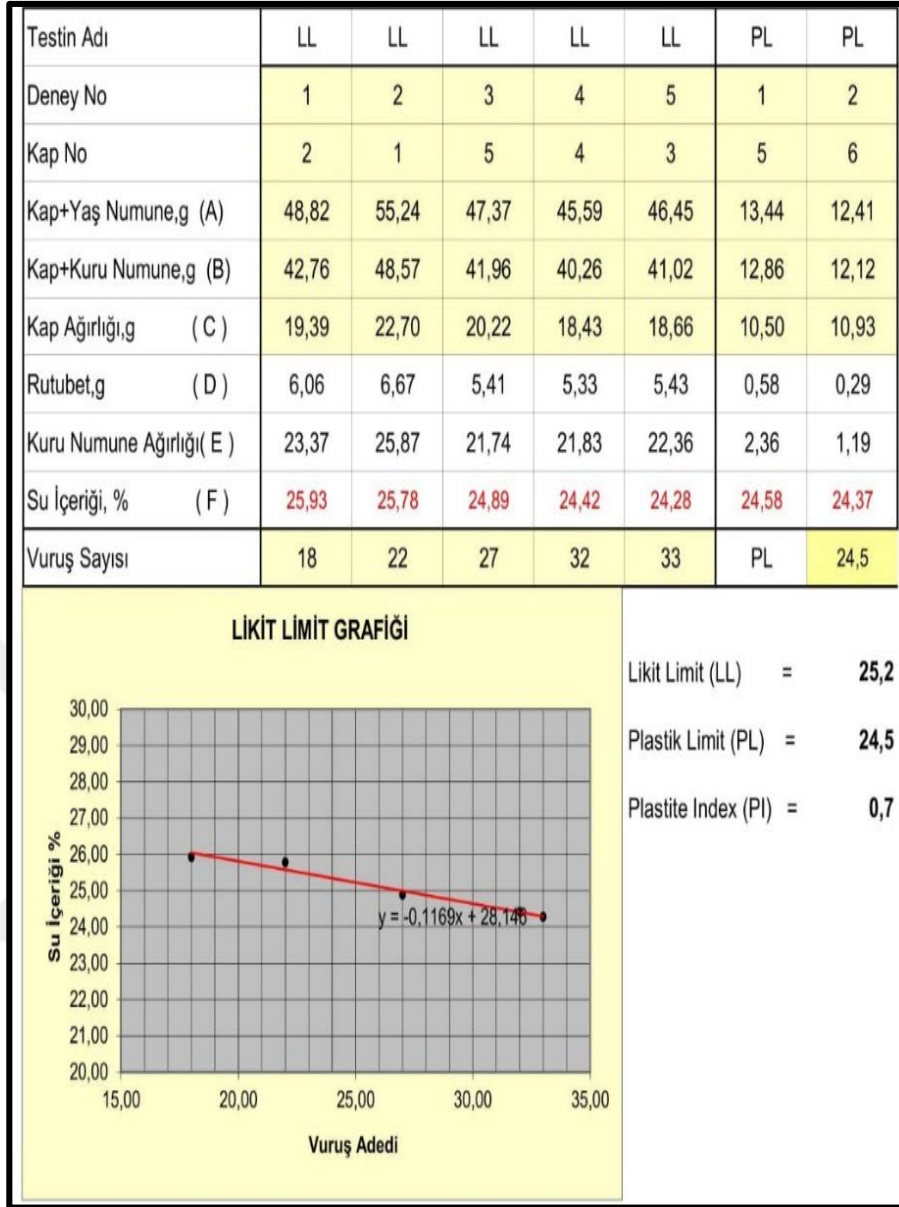 Testin Adı LL LL LL LL LL PL PL
Deney No 1 2 3 4 5 1 2
Kap No 2 1 5 4 3 5 6
Kap+Yaş Numune,g (A) 48,82 55,24 47,37 45,59 46,45 13,44 12,41
Kap+Kuru Numune,g (B) 42,76 48,57 41,96 40,26 41,02 12,86 12,12
Kap Ağırlığı,g ( C ) 19,39 22,70 20,22 18,43 18,66 10,50 10,93
Rutubet,g ( D ) 6,06 6,67 5,41 5,33 5,43 0,58 0,29
Kuru Numune Ağırlığı( E ) 23,37 25,87 21,74 21,83 22,36 2,36 1,19
Su İçeriği, % ( F ) 25,93 25,78 24,89 24,42 24,28 24,58 24,37
Vuruş Sayısı 18 22 27 32 33 PL 24,5
LİKİT LİMİT GRAFİĞİ
Likit Limit (LL) = 25,2
Plastik Limit (PL) = 24,5
Plastite Index (PI) = 0,7
30,00
29,00
28,00
27,00
26,00
25,00
24,00
23,00
22,00
21,00
20,00
Su İçeriği %
y = -0,1169x + 28,146
15,00 20,00 25,00 30,00 35,00
Vuruş Adedi